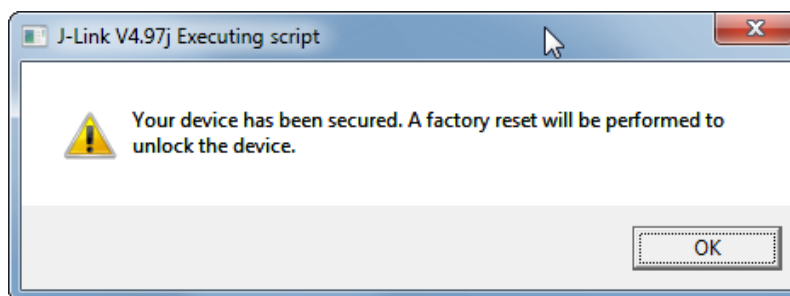 J-Link V4.97j Executing script
Your device has been secured. A factory reset will be performed to
unlock the device.
OK